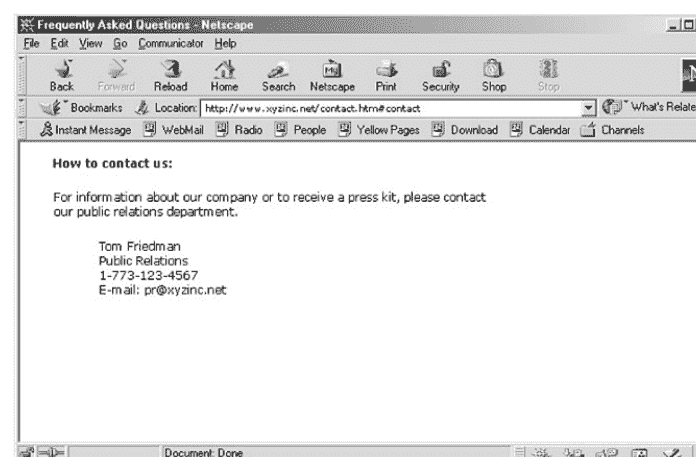 Frequently Asked Questions - Netscape
File Edit View Go Communicator Help
Back Forward Reload Home Search Netscape Print Security Shop Stop
Bookmarks Location: http://www.xyzinc.net/contact.htm#contact What's Relate
Instant Message WebMail Radio People Yellow Pages Download Calendar Channels
How to contact us:
For information about our company or to receive a press kit, please contact
our public relations department.
Tom Friedman
Public Relations
1-773-123-4567
E-mail: pr@xyzinc.net
Document: Done